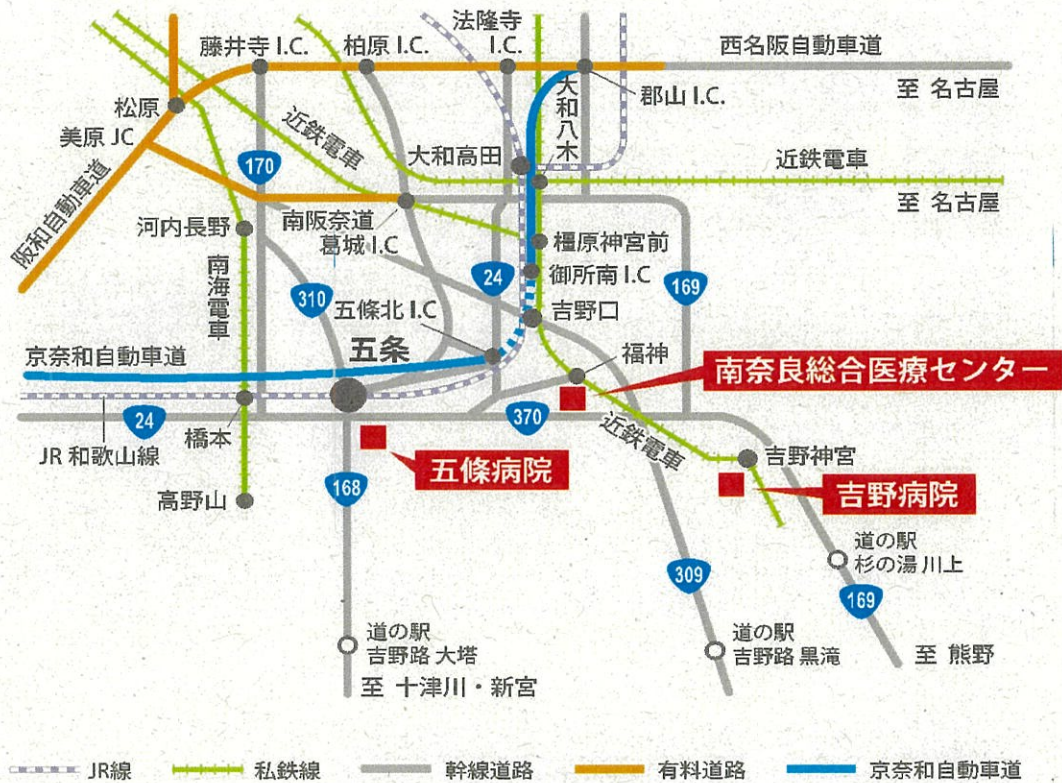 法隆寺
I.C.
藤井寺 I.C.
柏原 I.C.
西名阪自動車道
至 名古屋
郡山 I.C.
大和八木
松原
美原 JC
近鉄電車
大和高田
近鉄電車
至 名古屋
170
阪和自動車道
河内長野
南阪奈道
葛城 I.C
橿原神宮前
御所南 I.C
24
169
南海電車
310
五條北 I.C
吉野口
五条
福神
京奈和自動車道
南奈良総合医療センター
24
370
近鉄電車
橋本
JR 和歌山線
五條病院
吉野神宮
吉野病院
高野山
168
道の駅
杉の湯 川上
309
169
道の駅
吉野路 大塔
道の駅
吉野路 黒滝
至 熊野
至 十津川・新宮
JR線
私鉄線
幹線道路
有料道路
京奈和自動車道